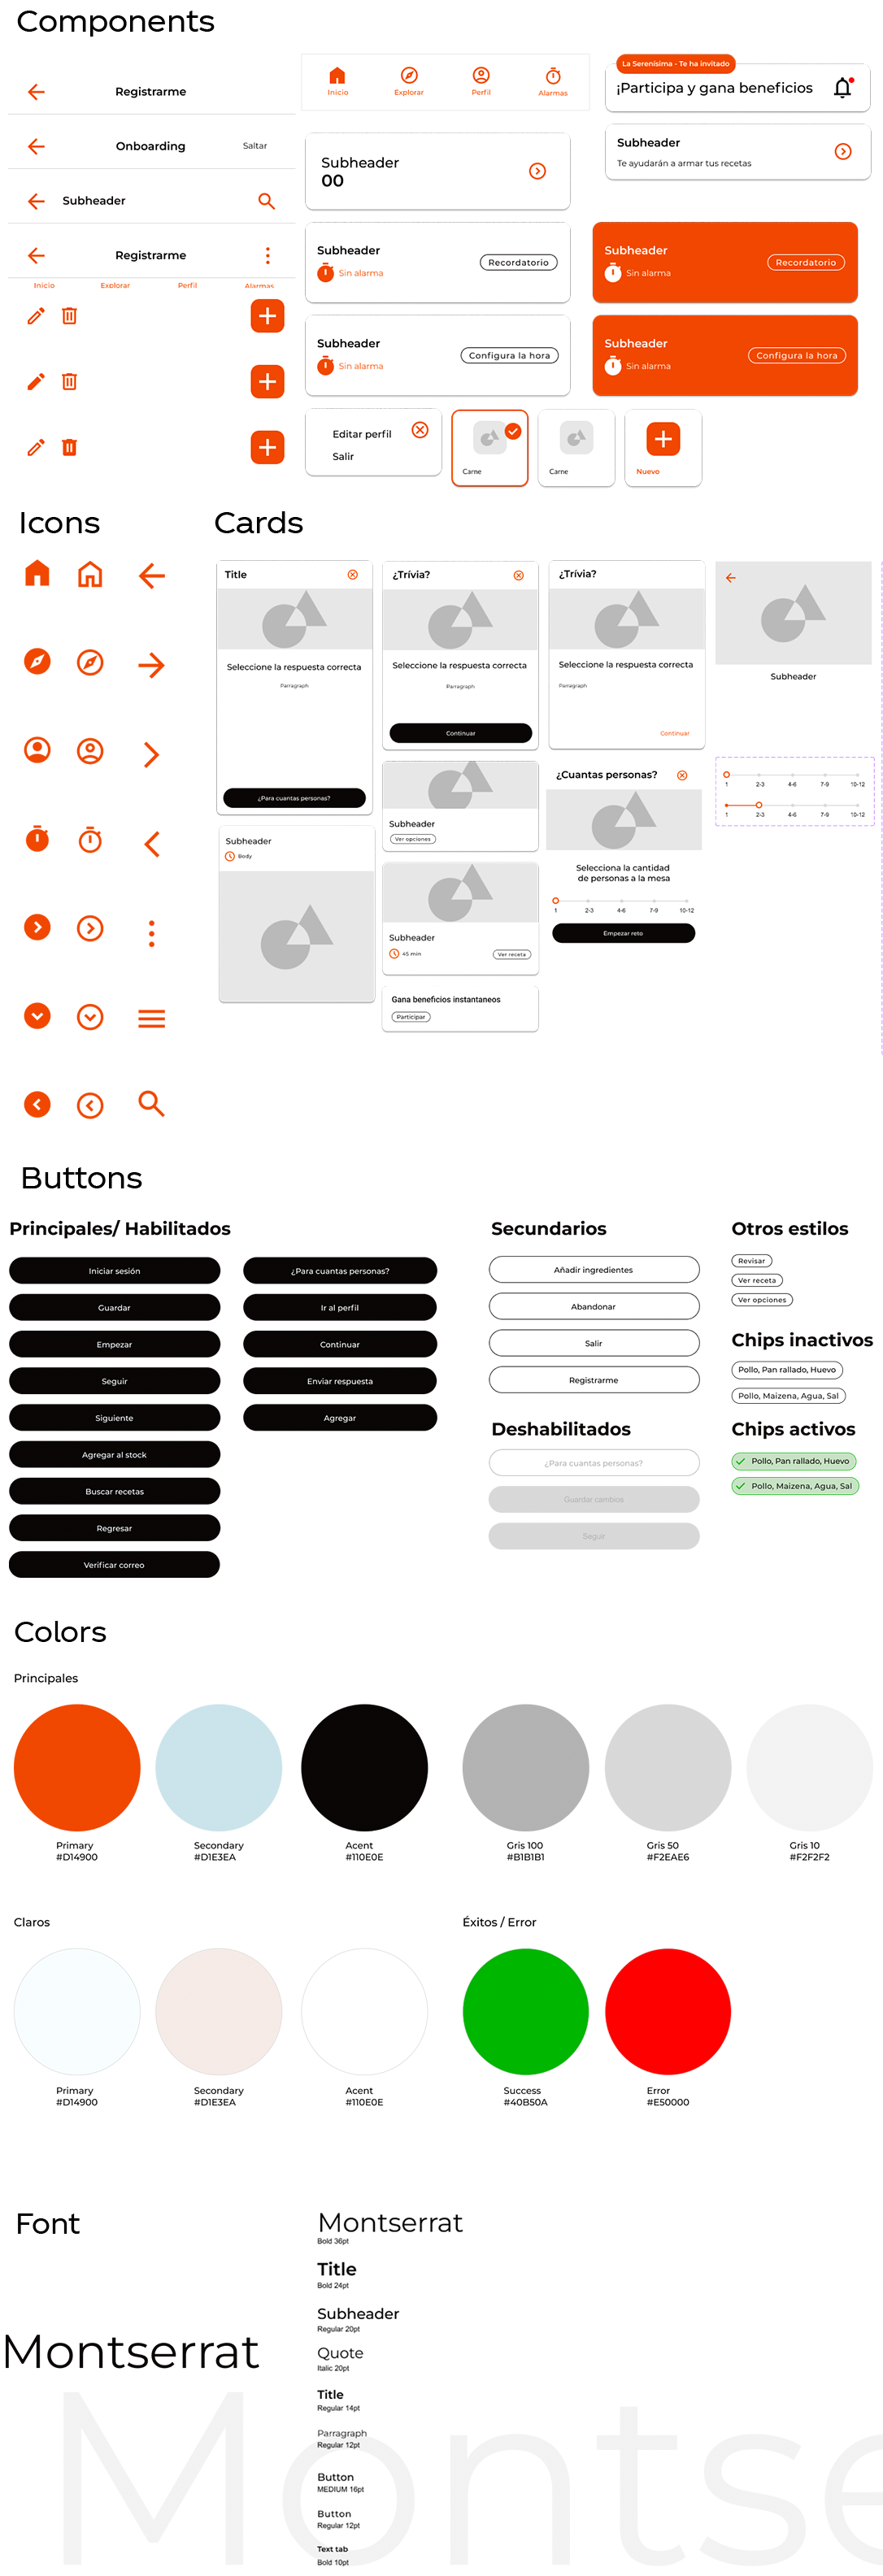 Components
Registrarme
Onboarding
Saltar
Subheader
Registrarme
Inicio
Explorar
Perfil
Alarmas
Inicio
Explorar
Perfil
Alarmas
La Serenísima - Te ha invitado
¡Participa y gana beneficios
Subheader
Te ayudarán a armar tus recetas
Subheader
00
Subheader
Sin alarma
Recordatorio
Subheader
Sin alarma
Recordatorio
Subheader
Sin alarma
Configura la hora
Subheader
Sin alarma
Configura la hora
Editar perfil
Salir
Carne
Carne
Nuevo
Icons
Cards
Title
Seleccione la respuesta correcta
Parragraph
¿Para cuantas personas?
Subheader
Body
¿Trívia?
Seleccione la respuesta correcta
Parragraph
Continuar
Subheader
Ver opciones
Subheader
45 min
Ver receta
Gana beneficios instantaneos
Participar
¿Trívia?
Seleccione la respuesta correcta
Parragraph
Continuar
¿Cuantas personas?
Selecciona la cantidad
de personas a la mesa
1 2-3 4-6 7-9 10-12
Empezar reto
Subheader
1 2-3 4-6 7-9 10-12
1 2-3 4-6 7-9 10-12
Buttons
Principales/ Habilitados
Iniciar sesión
Guardar
Empezar
Seguir
Siguiente
Agregar al stock
Buscar recetas
Regresar
Verificar correo
¿Para cuantas personas?
Ir al perfil
Continuar
Enviar respuesta
Agregar
Secundarios
Añadir ingredientes
Abandonar
Salir
Registrarme
Deshabilitados
¿Para cuantas personas?
Guardar cambios
Seguir
Otros estilos
Revisar
Ver receta
Ver opciones
Chips inactivos
Pollo, Pan rallado, Huevo
Pollo, Maizena, Agua, Sal
Chips activos
Pollo, Pan rallado, Huevo
Pollo, Maizena, Agua, Sal
Colors
Principales
Primary
#D14900
Secondary
#D1E3EA
Acent
#110E0E
Gris 100
#B1B1B1
Gris 50
#F2EAE6
Gris 10
#F2F2F2
Claros
Primary
#D14900
Secondary
#D1E3EA
Acent
#110E0E
Éxitos / Error
Success
#40B50A
Error
#E50000
Font
Montserrat
Montserrat
Bold 36pt
Title
Bold 24pt
Subheader
Regular 20pt
Quote
Italic 20pt
Title
Regular 14pt
Parragraph
Regular 12pt
Button
MEDIUM 16pt
Button
Regular 12pt
Text tab
Bold 10pt
Montse